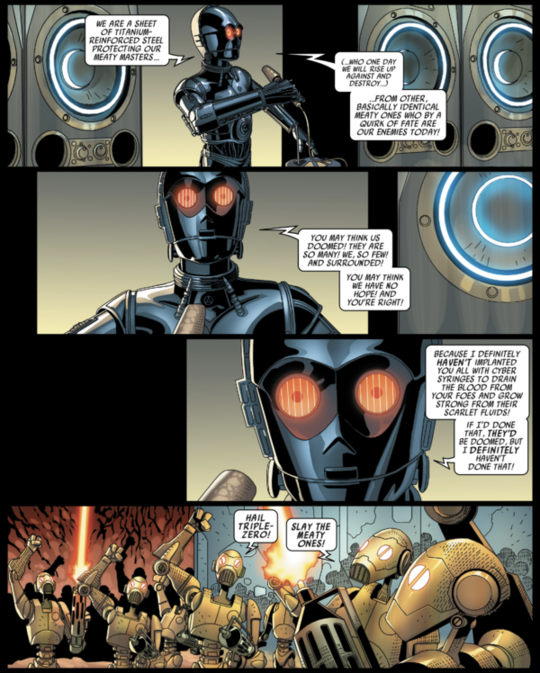 WE ARE A SHEET
OF TITANIUM-
REINFORCED STEEL
PROTECTING OUR
MEATY MASTERS...
(...WHO ONE DAY
WE WILL RISE UP
AGAINST AND
DESTROY...)
...FROM OTHER,
BASICALLY IDENTICAL
MEATY ONES WHO BY A
QUIRK OF FATE ARE
OUR ENEMIES TODAY!
YOU MAY THINK US
DOOMED! THEY ARE
SO MANY! WE, SO FEW!
AND SURROUNDED!
YOU MAY THINK
WE HAVE NO
HOPE! AND
YOU'RE RIGHT!
BECAUSE I DEFINITELY
HAVEN'T IMPLANTED
YOU ALL WITH CYBER
SYRINGES TO DRAIN
THE BLOOD FROM
YOUR FOES AND GROW
STRONG FROM THEIR
SCARLET FLUIDS!
IF I'D DONE
THAT, THEY'D
BE DOOMED, BUT
I DEFINITELY
HAVEN'T
DONE THAT!
HAIL
TRIPLE-
ZERO!
SLAY THE
MEATY
ONES!